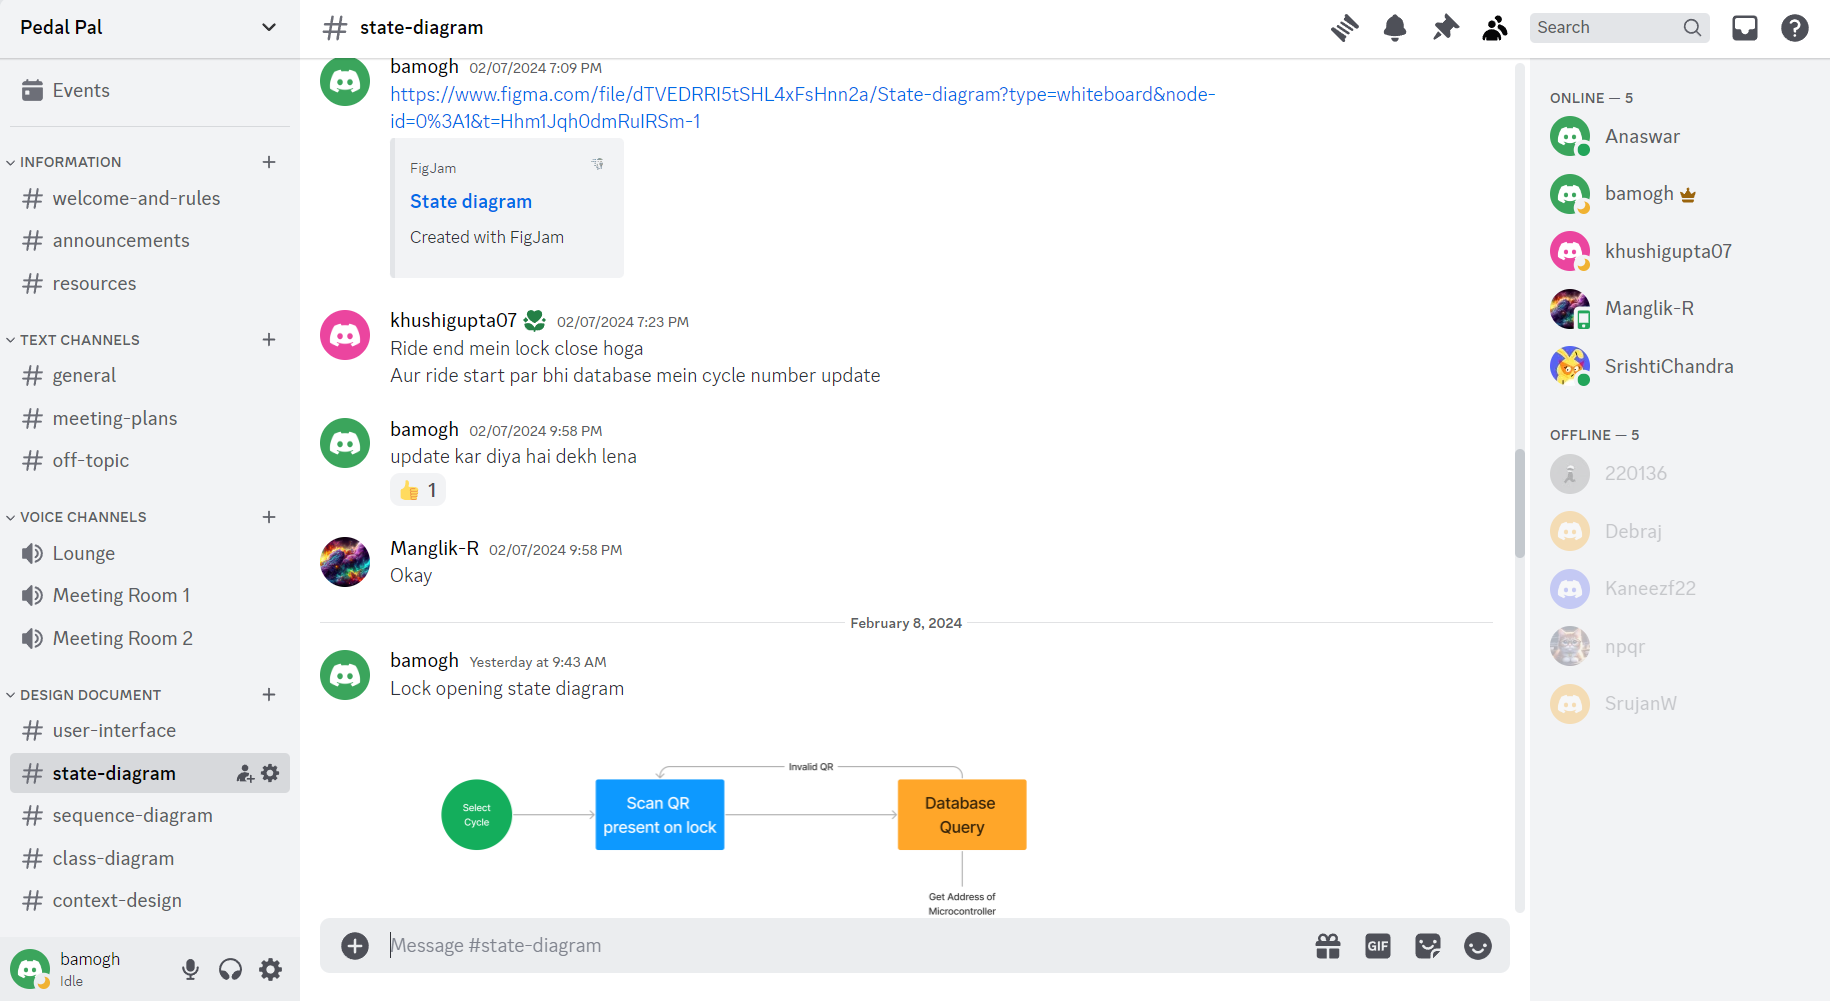 Pedal Pal
Events
INFORMATION
welcome-and-rules
announcements
resources
TEXT CHANNELS
general
meeting-plans
off-topic
VOICE CHANNELS
Lounge
Meeting Room 1
Meeting Room 2
DESIGN DOCUMENT
user-interface
state-diagram
sequence-diagram
class-diagram
context-design
bamogh
Idle
state-diagram
Search
bamogh 02/07/2024 7:09 PM
https://www.figma.com/file/dTVEDRRI5tSHL4xFsHnn2a/State-diagram?type=whiteboard&node-
id=0%3A1&t=Hhm1Jqh0dmRuIRSm-1
FigJam
State diagram
Created with FigJam
khushigupta07 02/07/2024 7:23 PM
Ride end mein lock close hoga
Aur ride start par bhi database mein cycle number update
bamogh 02/07/2024 9:58 PM
update kar diya hai dekh lena
1
Manglik-R 02/07/2024 9:58 PM
Okay
February 8, 2024
bamogh Yesterday at 9:43 AM
Lock opening state diagram
Invalid QR
Select
Cycle
Scan QR
present on lock
Database
Query
Get Address of
Microcontroller
Message #state-diagram
GIF
ONLINE — 5
Anaswar
bamogh
khushigupta07
Manglik-R
SrishtiChandra
OFFLINE — 5
220136
Debraj
Kaneezf22
npqr
SrujanW